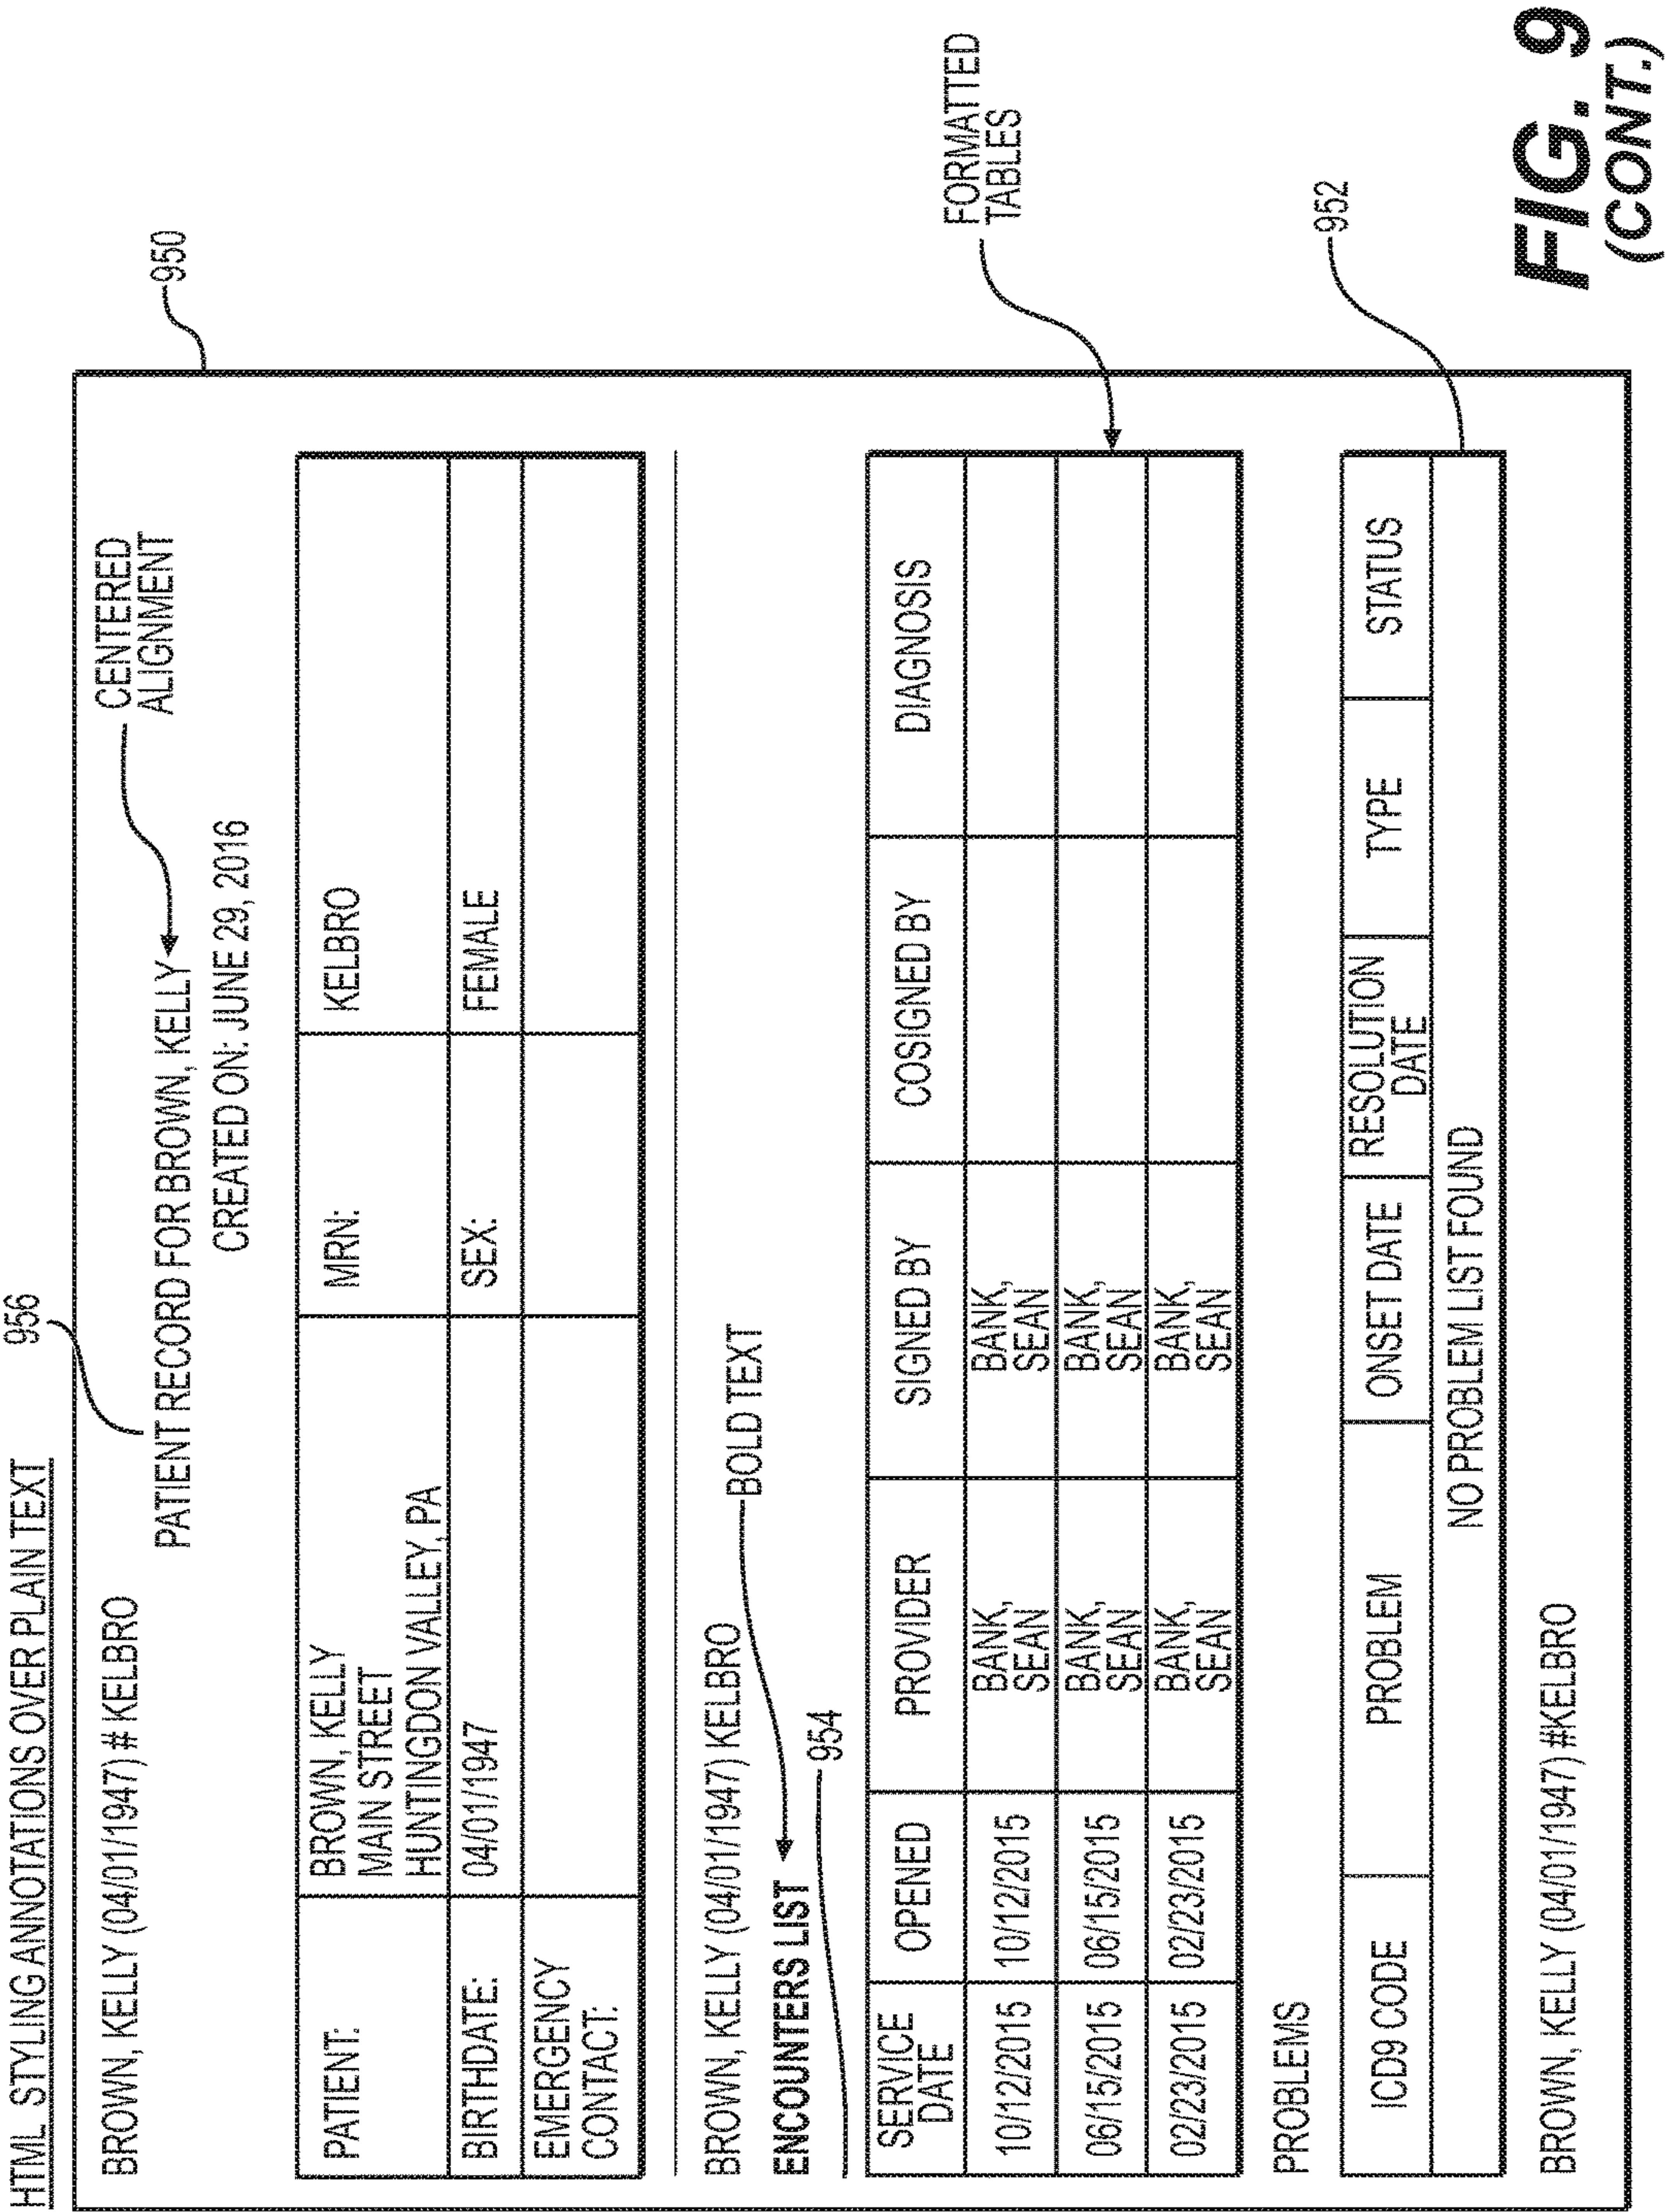 HTML STYLING ANNOTATIONS OVER PLAIN TEXT
956
950
BROWN, KELLY (04/01/1947) # KELBRO
CENTERED
ALIGNMENT
PATIENT RECORD FOR BROWN, KELLY
CREATED ON: JUNE 29, 2016
PATIENT: BROWN, KELLY MRN: KELBRO
MAIN STREET
HUNTINGDON VALLEY, PA
BIRTHDATE: 04/01/1947 SEX: FEMALE
EMERGENCY
CONTACT:
BROWN, KELLY (04/01/1947) KELBRO
BOLD TEXT
ENCOUNTERS LIST
954
FORMATTED
TABLES
SERVICE
DATE OPENED PROVIDER SIGNED BY COSIGNED BY DIAGNOSIS
10/12/2015 10/12/2015 BANK, BANK,
SEAN SEAN
06/15/2015 06/15/2015 BANK, BANK,
SEAN SEAN
02/23/2015 02/23/2015 BANK, BANK,
SEAN SEAN
PROBLEMS
952
ICD9 CODE PROBLEM ONSET DATE RESOLUTION
DATE TYPE STATUS
NO PROBLEM LIST FOUND
BROWN, KELLY (04/01/1947) #KELBRO
FIG. 9
(CONT.)